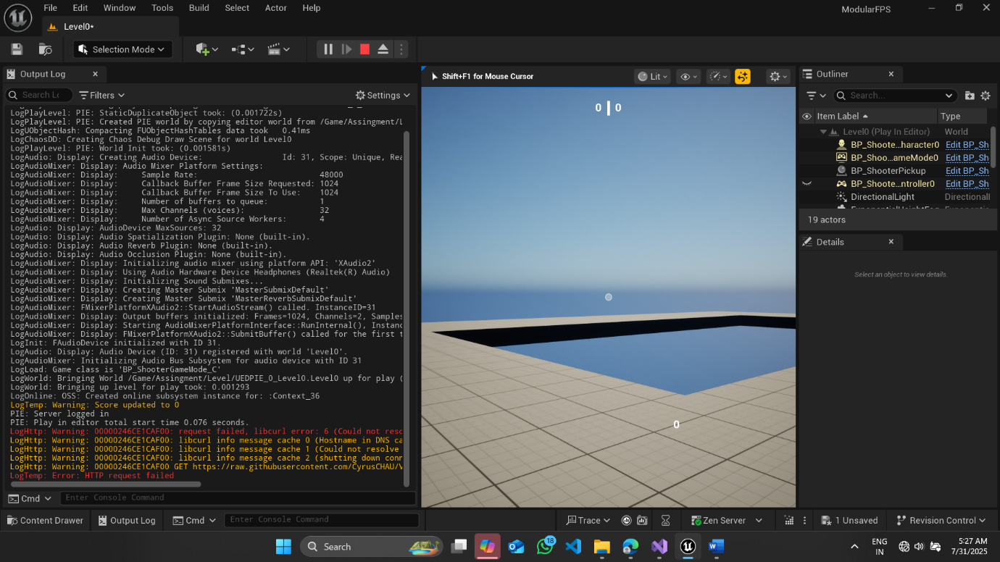 File Edit Window Tools Build Select Actor Help
ModularFPS
Level0*
Selection Mode
Output Log
Search Lo
Filters
Settings
LogPlayLevel: PIE: StaticDuplicateObject took: (0.001722s)
LogPlayLevel: PIE: Created PIE world by copying editor world from /Game/Assingment/L
LogUObjectHash: Compacting FUObjectHashTables data took 0.41ms
LogChaosDD: Creating Chaos Debug Draw Scene for world Level0
LogPlayLevel: PIE: World Init took: (0.001581s)
LogAudio: Display: Creating Audio Device: Id: 31, Scope: Unique, Rea
LogAudioMixer: Display: Audio Mixer Platform Settings:
LogAudioMixer: Display: Sample Rate: 48000
LogAudioMixer: Display: Callback Buffer Frame Size Requested: 1024
LogAudioMixer: Display: Callback Buffer Frame Size To Use: 1024
LogAudioMixer: Display: Number of buffers to queue: 1
LogAudioMixer: Display: Max Channels (voices): 32
LogAudioMixer: Display: Number of Async Source Workers: 4
LogAudio: Display: AudioDevice MaxSources: 32
LogAudio: Display: Audio Spatialization Plugin: None (built-in).
LogAudio: Display: Audio Reverb Plugin: None (built-in).
LogAudio: Display: Audio Occlusion Plugin: None (built-in).
LogAudioMixer: Display: Initializing audio mixer using platform API: 'XAudio2'
LogAudioMixer: Display: Using Audio Hardware Device Headphones (Realtek(R) Audio)
LogAudioMixer: Display: Initializing Sound Submixes...
LogAudioMixer: Display: Creating Master Submix 'MasterSubmixDefault'
LogAudioMixer: Display: Creating Master Submix 'MasterReverbSubmixDefault'
LogAudioMixer: FMixerPlatformXAudio2::StartAudioStream() called. InstanceID=31
LogAudioMixer: Display: Output buffers initialized: Frames=1024, Channels=2, Samples
LogAudioMixer: Display: Starting AudioMixerPlatformInterface::RunInternal(), Instanc
LogAudioMixer: Display: FMixerPlatformXAudio2::SubmitBuffer() called for the first t
LogInit: FAudioDevice initialized with ID 31.
LogAudio: Display: Audio Device (ID: 31) registered with world 'Level0'.
LogAudioMixer: Initializing Audio Bus Subsystem for audio device with ID 31
LogLoad: Game class is 'BP_ShooterGameMode_C'
LogWorld: Bringing World /Game/Assingment/Level/UEDPIE_0_Level0.Level0 up for play (
LogWorld: Bringing up level for play took: 0.001293
LogOnline: OSS: Created online subsystem instance for: :Context_36
LogTemp: Warning: Score updated to 0
PIE: Server logged in
PIE: Play in editor total start time 0.076 seconds.
LogHttp: Warning: 00000246CE1CAF00: request failed, libcurl error: 6 (Could not reso
LogHttp: Warning: 00000246CE1CAF00: libcurl info message cache 0 (Hostname in DNS ca
LogHttp: Warning: 00000246CE1CAF00: libcurl info message cache 1 (Could not resolve
LogHttp: Warning: 00000246CE1CAF00: libcurl info message cache 2 (shutting down conn
LogHttp: Warning: 00000246CE1CAF00 GET https://raw.githubusercontent.com/CyrusCHAU/V
LogTemp: Error: HTTP request failed
Cmd
Enter Console Command
Shift+F1 for Mouse Cursor
Lit
0 | 0
0
Outliner
Search...
Item Label Type
Level0 (Play In Editor) World
BP_Shoote...haracter0 Edit BP_Sh
BP_Shoo...ameMode0 Edit BP_Sh
BP_ShooterPickup Edit BP_Sh
BP_Shoote...ntroller0 Edit BP_Sh
DirectionalLight Directionall
19 actors
Details
Select an object to view details.
Content Drawer
Output Log
Cmd
Enter Console Command
Trace
Zen Server
1 Unsaved
Revision Control
Search
18
ENG
IN
5:27 AM
7/31/2025